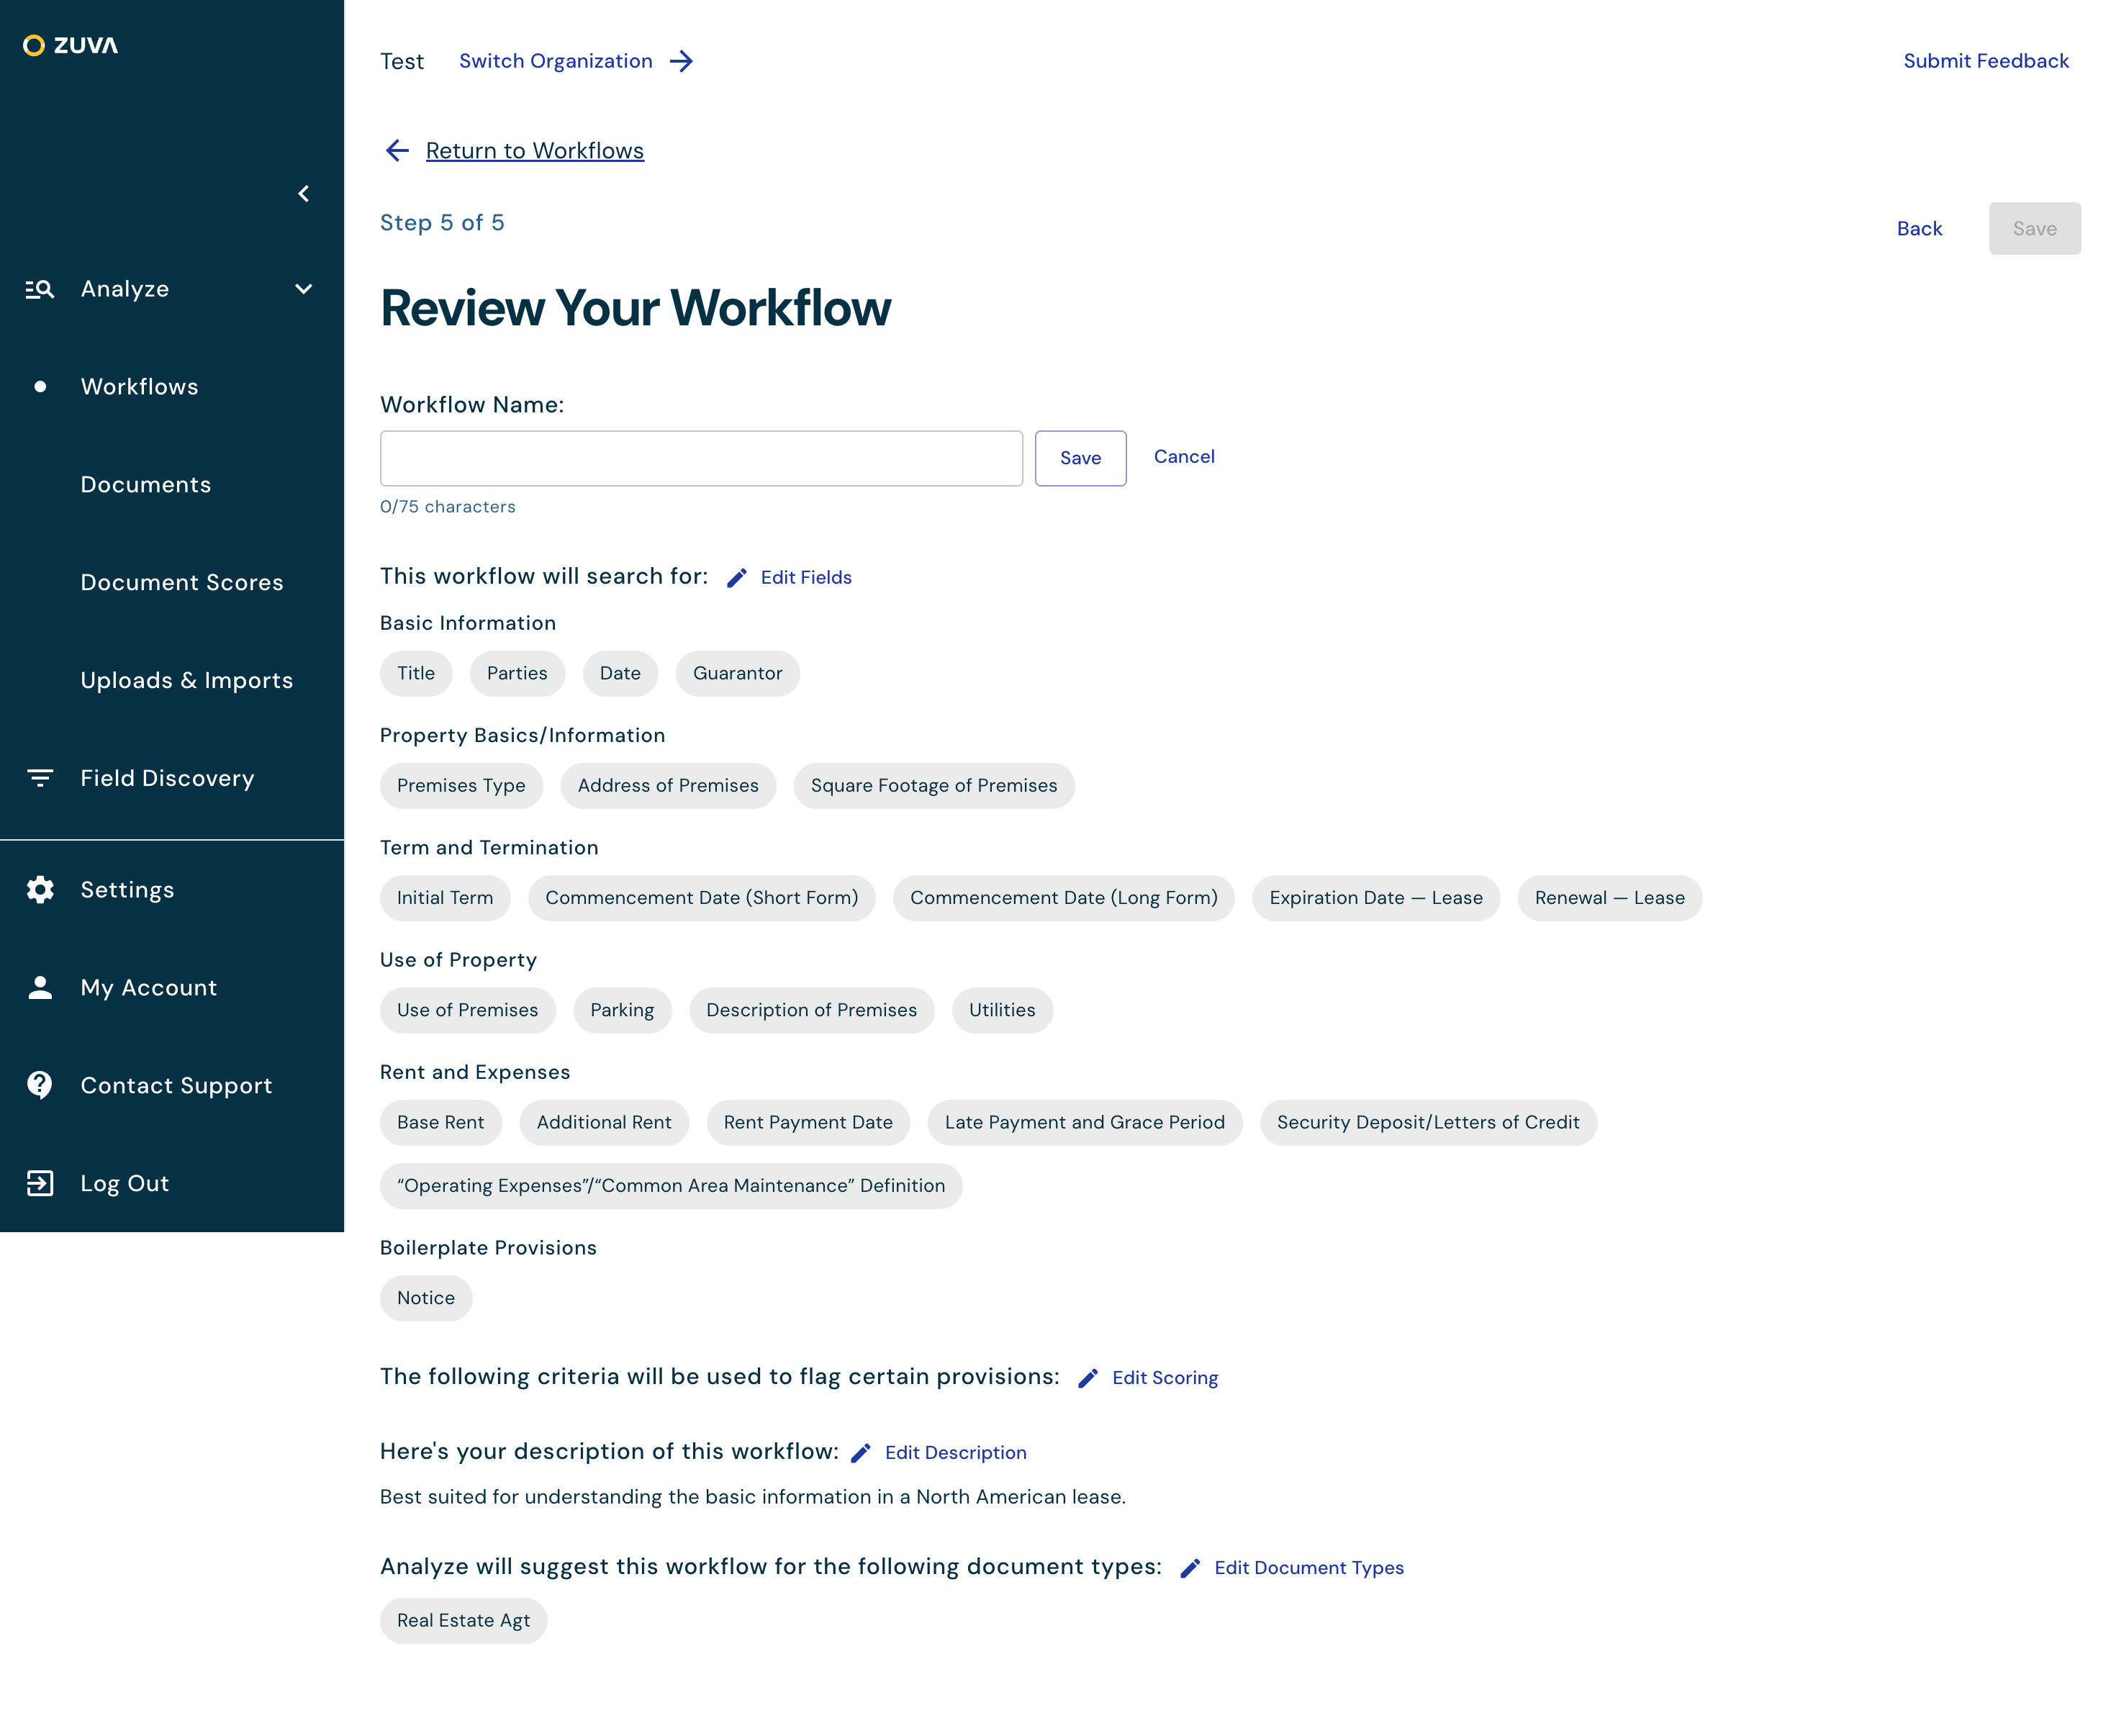 ZUVA
Analyze
Workflows
Documents
Document Scores
Uploads & Imports
Field Discovery
Settings
My Account
Contact Support
Log Out
Test Switch Organization Submit Feedback
Return to Workflows
Step 5 of 5
Back Save
Review Your Workflow
Workflow Name:
Save Cancel
0/75 characters
This workflow will search for: Edit Fields
Basic Information
Title Parties Date Guarantor
Property Basics/Information
Premises Type Address of Premises Square Footage of Premises
Term and Termination
Initial Term Commencement Date (Short Form) Commencement Date (Long Form) Expiration Date — Lease Renewal — Lease
Use of Property
Use of Premises Parking Description of Premises Utilities
Rent and Expenses
Base Rent Additional Rent Rent Payment Date Late Payment and Grace Period Security Deposit/Letters of Credit
“Operating Expenses”/“Common Area Maintenance” Definition
Boilerplate Provisions
Notice
The following criteria will be used to flag certain provisions: Edit Scoring
Here's your description of this workflow: Edit Description
Best suited for understanding the basic information in a North American lease.
Analyze will suggest this workflow for the following document types: Edit Document Types
Real Estate Agt